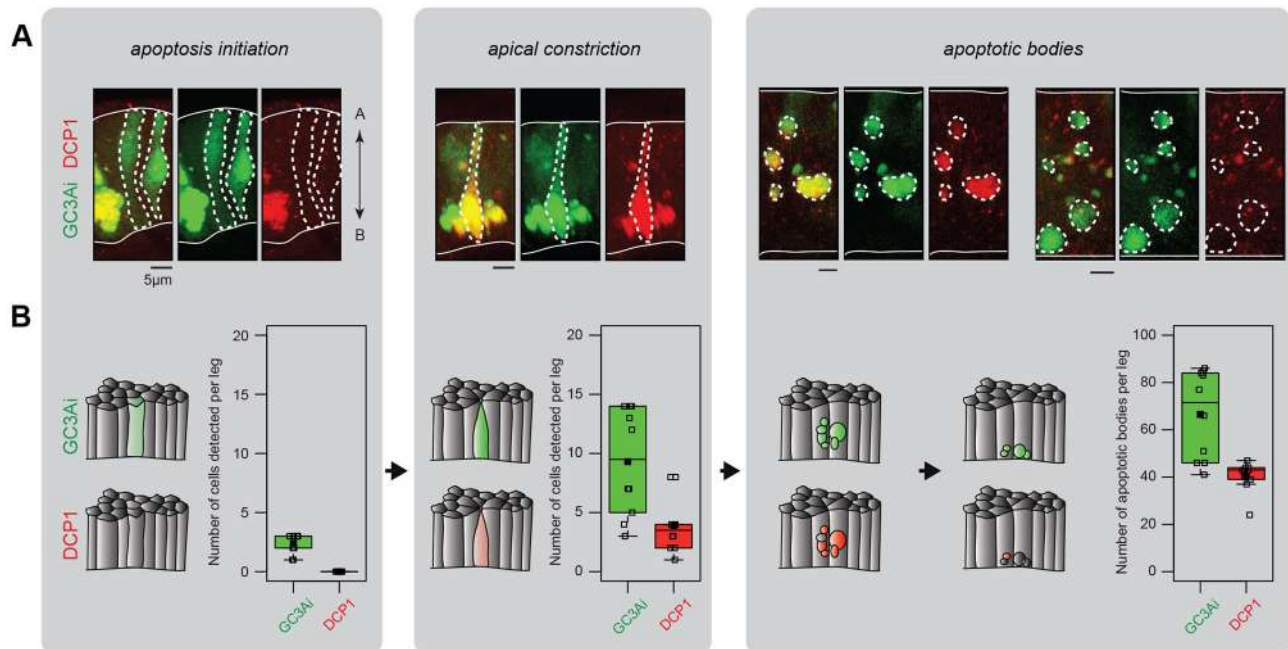 A
apoptosis initiation
apical constriction
apoptotic bodies
GC3Ai DCP1
A
B
5µm
B
GC3Ai
DCP1
Number of cells detected per leg
20
15
10
5
0
GC3Ai
DCP1
Number of cells detected per leg
20
15
10
5
0
GC3Ai
DCP1
Number of apoptotic bodies per leg
100
80
60
40
20
0
GC3Ai
DCP1